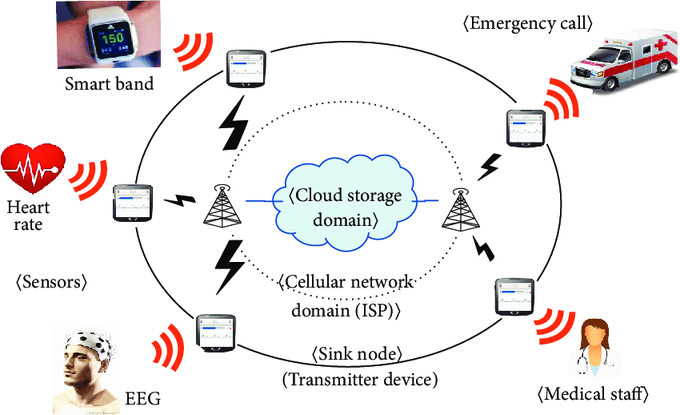 ⟨Emergency call⟩
150
Smart band
⟨Cloud storage
domain⟩
Heart
rate
⟨Sensors⟩
⟨Cellular network
domain (ISP)⟩
⟨Sink node⟩
(Transmitter device)
EEG
⟨Medical staff⟩